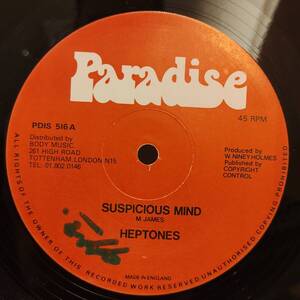 Paradise
45 RPM
PDIS 516 A
Distributed by
BODY MUSIC
261 HIGH ROAD
TOTTENHAM, LONDON N15
TEL: 01.802 0146
Produced by
W. NINEY HOLMES
Published by
COPYRIGHT
CONTROL
SUSPICIOUS MIND
M JAMES
HEPTONES
MADE IN ENGLAND
ALL RIGHTS OF THE OWNER OF THIS RECORDED WORK RESERVED UNAUTHORISED COPYING PROHIBITED